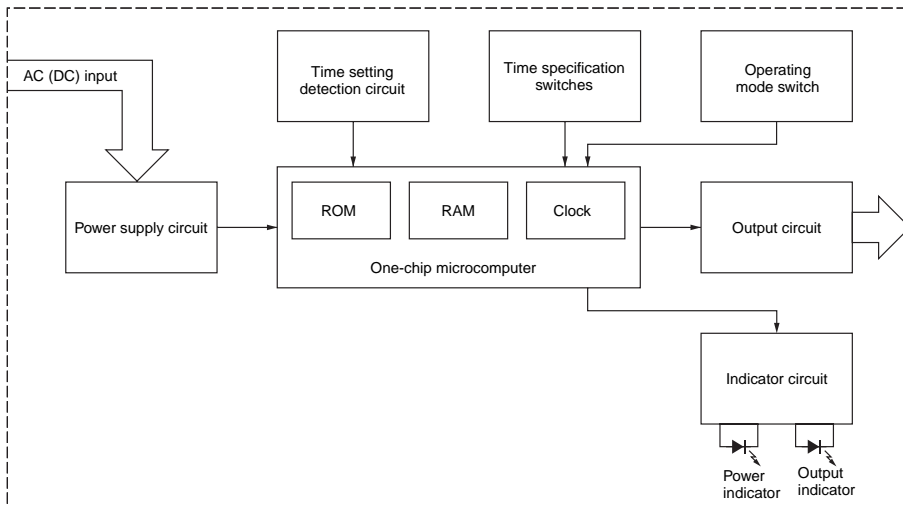 AC (DC) input
Time setting
detection circuit
Time specification
switches
Operating
mode switch
Power supply circuit
ROM
RAM
Clock
One-chip microcomputer
Output circuit
Indicator circuit
Power
indicator
Output
indicator